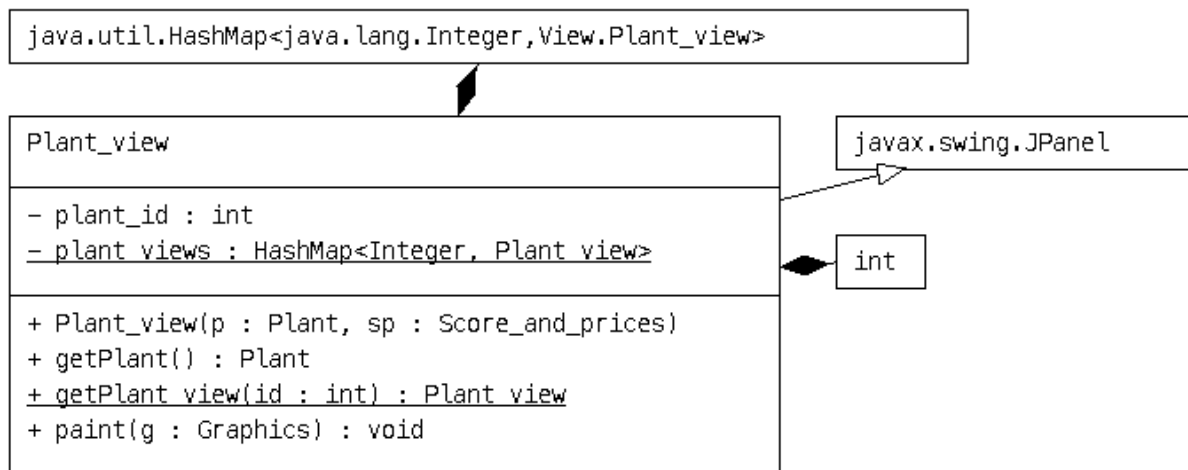 java.util.HashMap<java.lang.Integer,View.Plant_view>
Plant_view
– plant_id : int
– plant_views : HashMap<Integer, Plant_view>
+ Plant_view(p : Plant, sp : Score_and_prices)
+ getPlant() : Plant
+ getPlant_view(id : int) : Plant_view
+ paint(g : Graphics) : void
javax.swing.JPanel
int